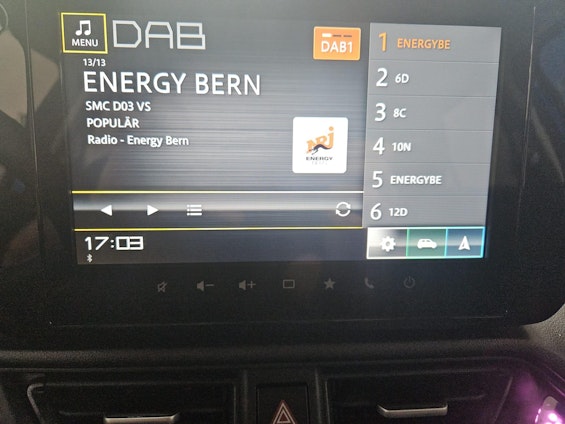 MENU
DAB
DAB1
13/13
ENERGY BERN
SMC D03 VS
POPULÄR
Radio - Energy Bern
NRJ
ENERGY
17:03
1 ENERGYBE
2 6D
3 8C
4 10N
5 ENERGYBE
6 12D